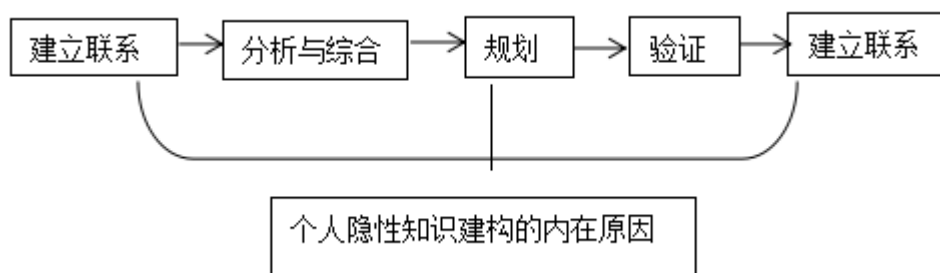 建立联系
分析与综合
规划
验证
建立联系
个人隐性知识建构的内在原因